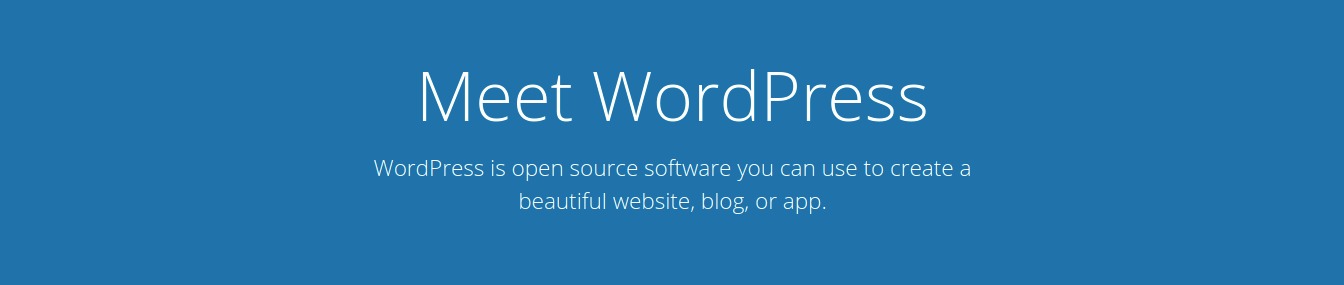 Meet WordPress
WordPress is open source software you can use to create a
beautiful website, blog, or app.